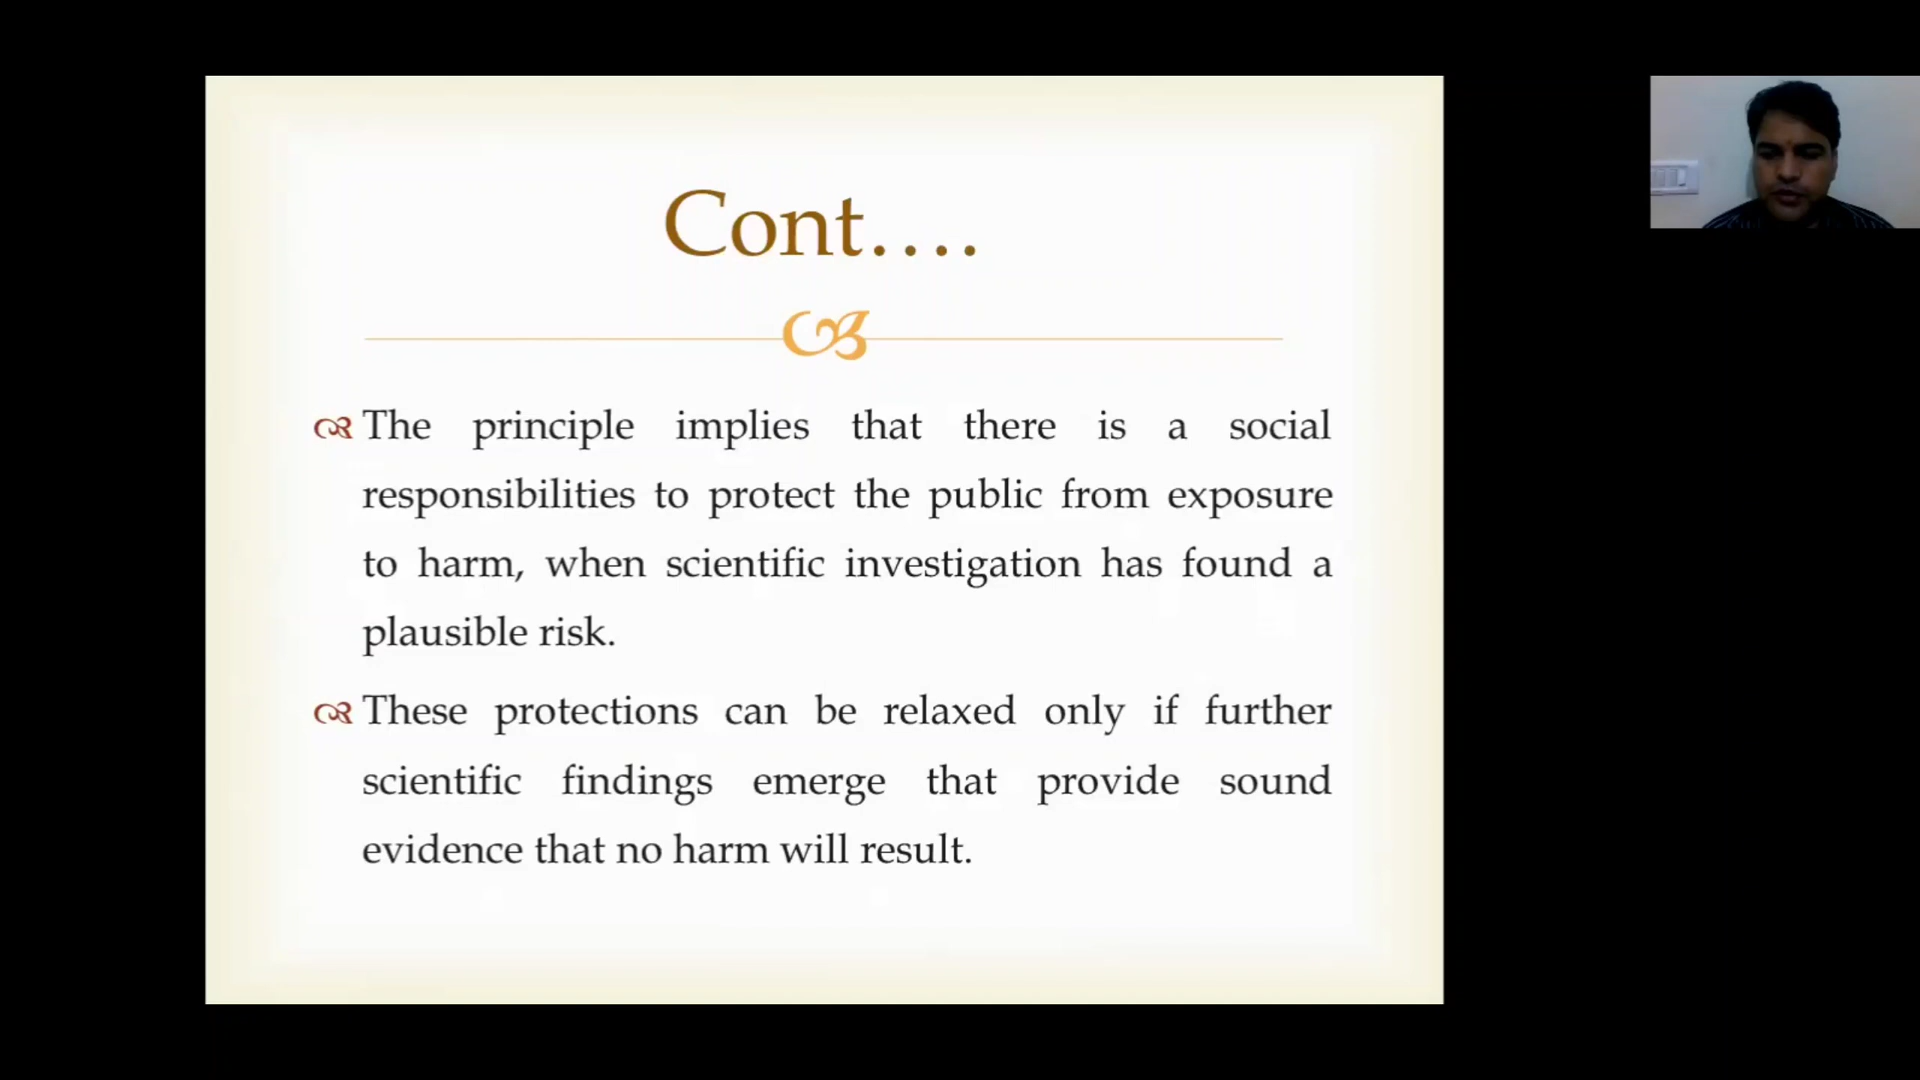 Cont....
The principle implies that there is a social
responsibilities to protect the public from exposure
to harm, when scientific investigation has found a
plausible risk.
These protections can be relaxed only if further
scientific findings emerge that provide sound
evidence that no harm will result.